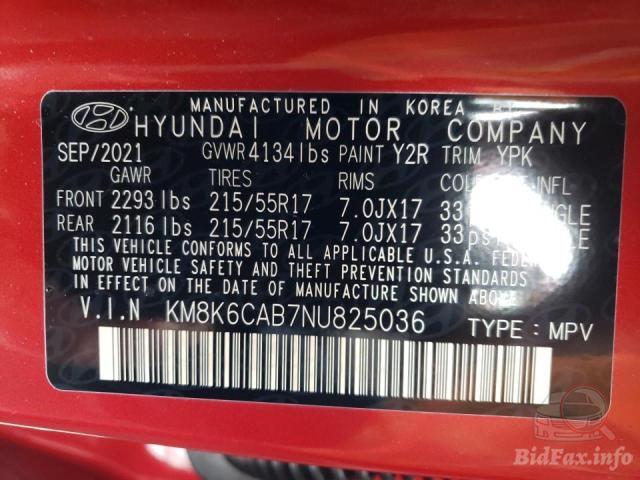 MANUFACTURED IN KOREA BY
HYUNDAI MOTOR COMPANY
SEP/2021 GVWR 4134 lbs PAINT Y2R TRIM YPK
GAWR TIRES RIMS INFL
FRONT 2293 lbs 215/55R17 7.0JX17 33
REAR 2116 lbs 215/55R17 7.0JX17 33
THIS VEHICLE CONFORMS TO ALL APPLICABLE U.S.A.
MOTOR VEHICLE SAFETY AND THEFT PREVENTION STANDARDS
IN EFFECT ON THE DATE OF MANUFACTURE SHOWN ABOVE.
V.I.N KM8K6CAB7NU825036 TYPE : MPV
BidFax.info